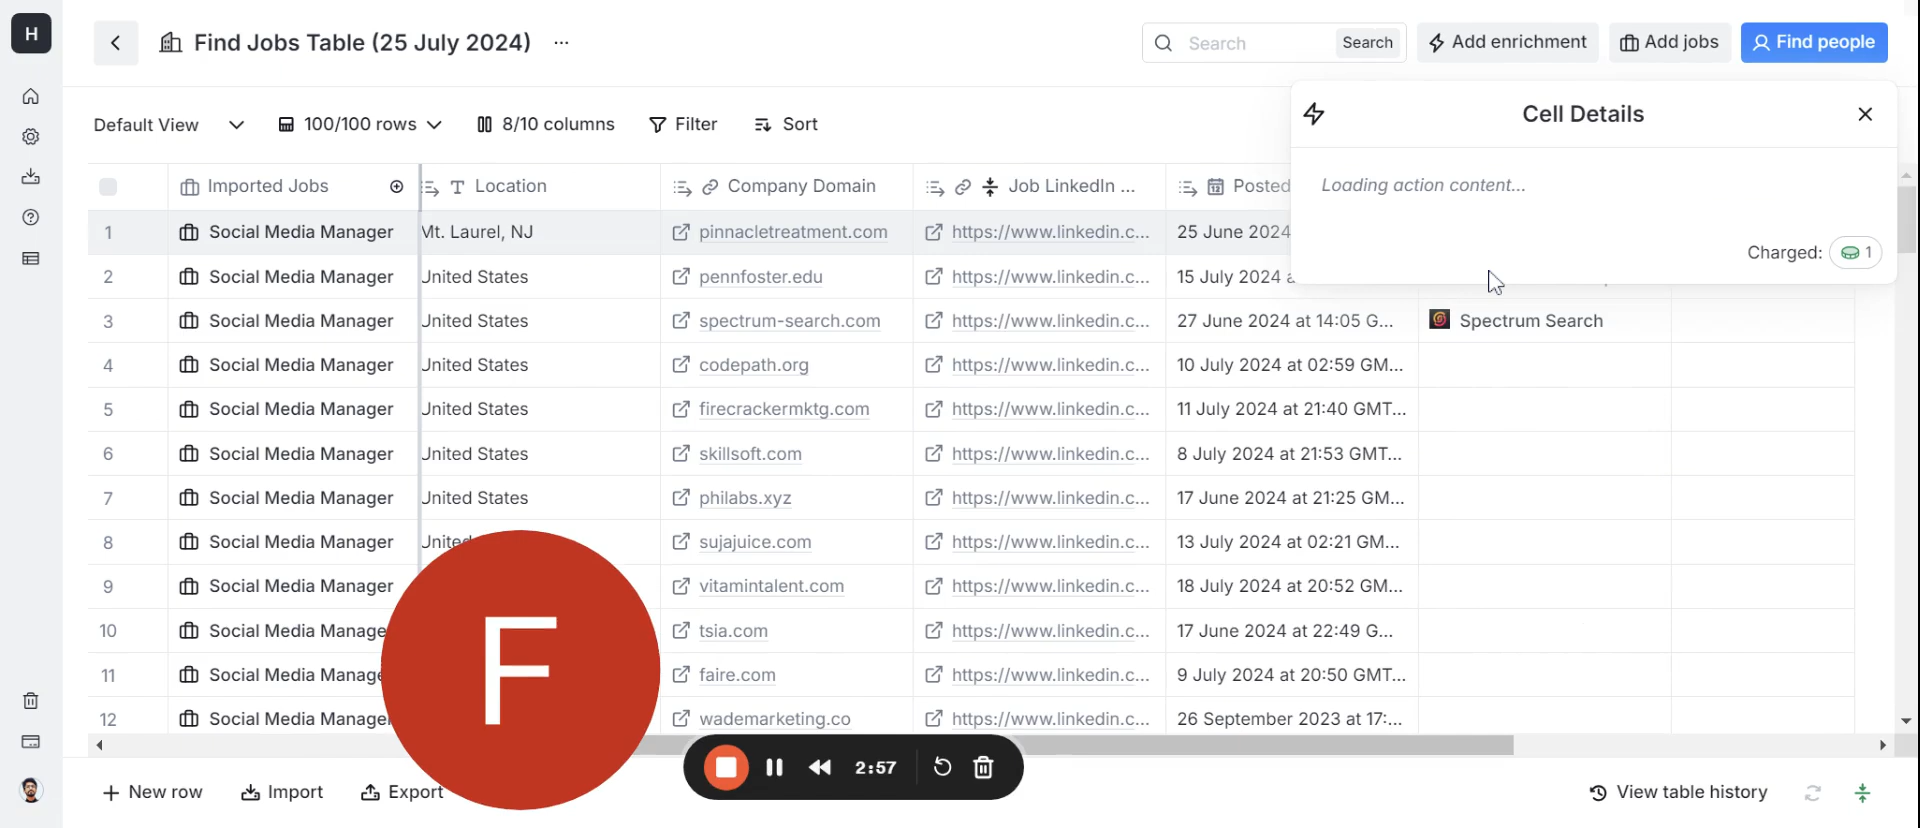 H
Find Jobs Table (25 July 2024) ...
Search Search
Add enrichment
Add jobs
Find people
Default View
100/100 rows
8/10 columns
Filter
Sort
Cell Details
Loading action content...
Charged: 1
Imported Jobs Location Company Domain Job LinkedIn ... Posted
1 Social Media Manager Mt. Laurel, NJ pinnacletreatment.com https://www.linkedin.c... 25 June 2024
2 Social Media Manager United States pennfoster.edu https://www.linkedin.c... 15 July 2024
3 Social Media Manager United States spectrum-search.com https://www.linkedin.c... 27 June 2024 at 14:05 G... Spectrum Search
4 Social Media Manager United States codepath.org https://www.linkedin.c... 10 July 2024 at 02:59 GM...
5 Social Media Manager United States firecrackermktg.com https://www.linkedin.c... 11 July 2024 at 21:40 GMT...
6 Social Media Manager United States skillsoft.com https://www.linkedin.c... 8 July 2024 at 21:53 GMT...
7 Social Media Manager United States philabs.xyz https://www.linkedin.c... 17 June 2024 at 21:25 GM...
8 Social Media Manager United sujajuice.com https://www.linkedin.c... 13 July 2024 at 02:21 GM...
9 Social Media Manager vitamintalent.com https://www.linkedin.c... 18 July 2024 at 20:52 GM...
10 Social Media Manage tsia.com https://www.linkedin.c... 17 June 2024 at 22:49 G...
11 Social Media Manage faire.com https://www.linkedin.c... 9 July 2024 at 20:50 GMT...
12 Social Media Manager wademarketing.co https://www.linkedin.c... 26 September 2023 at 17:...
F
2:57
New row
Import
Export
View table history